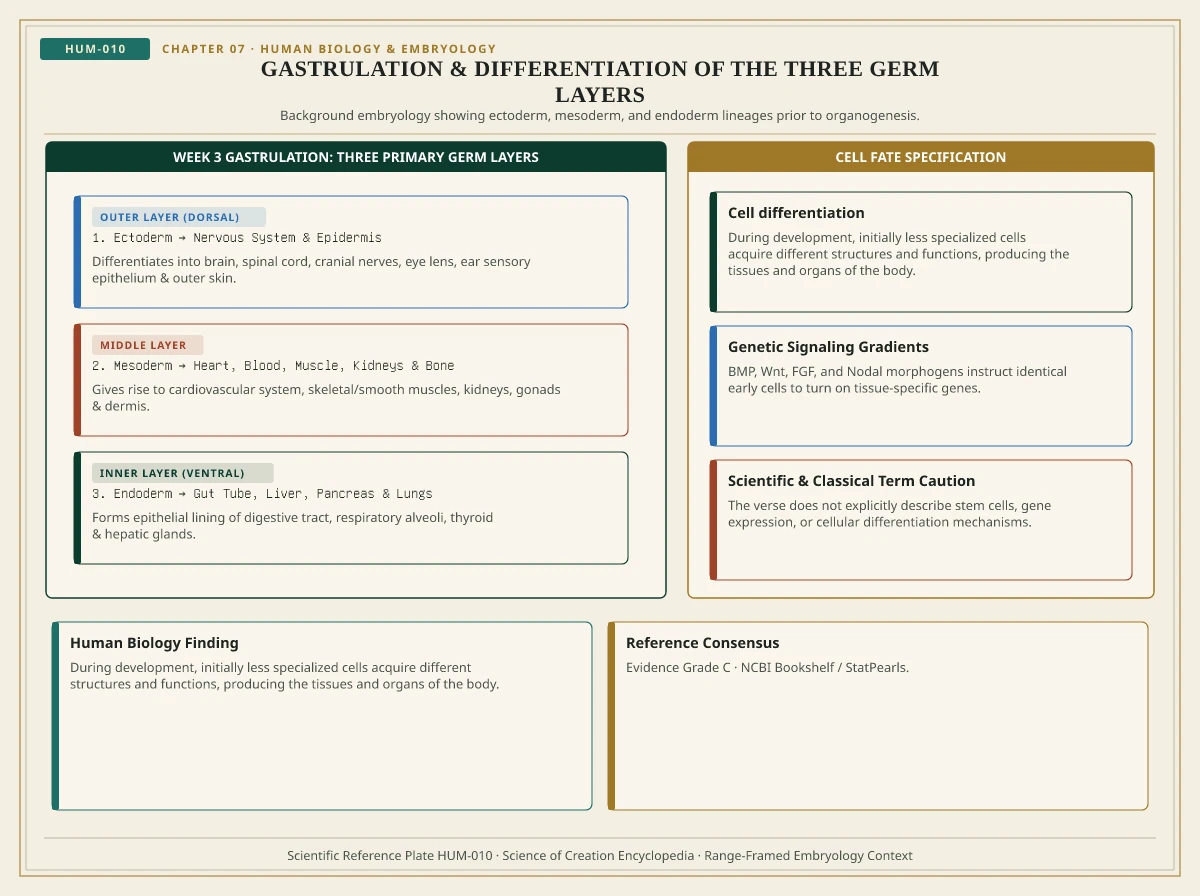 HUM-010
CHAPTER 07 · HUMAN BIOLOGY & EMBRYOLOGY
GASTRULATION & DIFFERENTIATION OF THE THREE GERM
LAYERS
Background embryology showing ectoderm, mesoderm, and endoderm lineages prior to organogenesis.
WEEK 3 GASTRULATION: THREE PRIMARY GERM LAYERS
OUTER LAYER (DORSAL)
1. Ectoderm → Nervous System & Epidermis
Differentiates into brain, spinal cord, cranial nerves, eye lens, ear sensory
epithelium & outer skin.
MIDDLE LAYER
2. Mesoderm → Heart, Blood, Muscle, Kidneys & Bone
Gives rise to cardiovascular system, skeletal/smooth muscles, kidneys, gonads
& dermis.
INNER LAYER (VENTRAL)
3. Endoderm → Gut Tube, Liver, Pancreas & Lungs
Forms epithelial lining of digestive tract, respiratory alveoli, thyroid
& hepatic glands.
CELL FATE SPECIFICATION
Cell differentiation
During development, initially less specialized cells
acquire different structures and functions, producing the
tissues and organs of the body.
Genetic Signaling Gradients
BMP, Wnt, FGF, and Nodal morphogens instruct identical
early cells to turn on tissue-specific genes.
Scientific & Classical Term Caution
The verse does not explicitly describe stem cells, gene
expression, or cellular differentiation mechanisms.
Human Biology Finding
During development, initially less specialized cells acquire different
structures and functions, producing the tissues and organs of the body.
Reference Consensus
Evidence Grade C · NCBI Bookshelf / StatPearls.
Scientific Reference Plate HUM-010 · Science of Creation Encyclopedia · Range-Framed Embryology Context